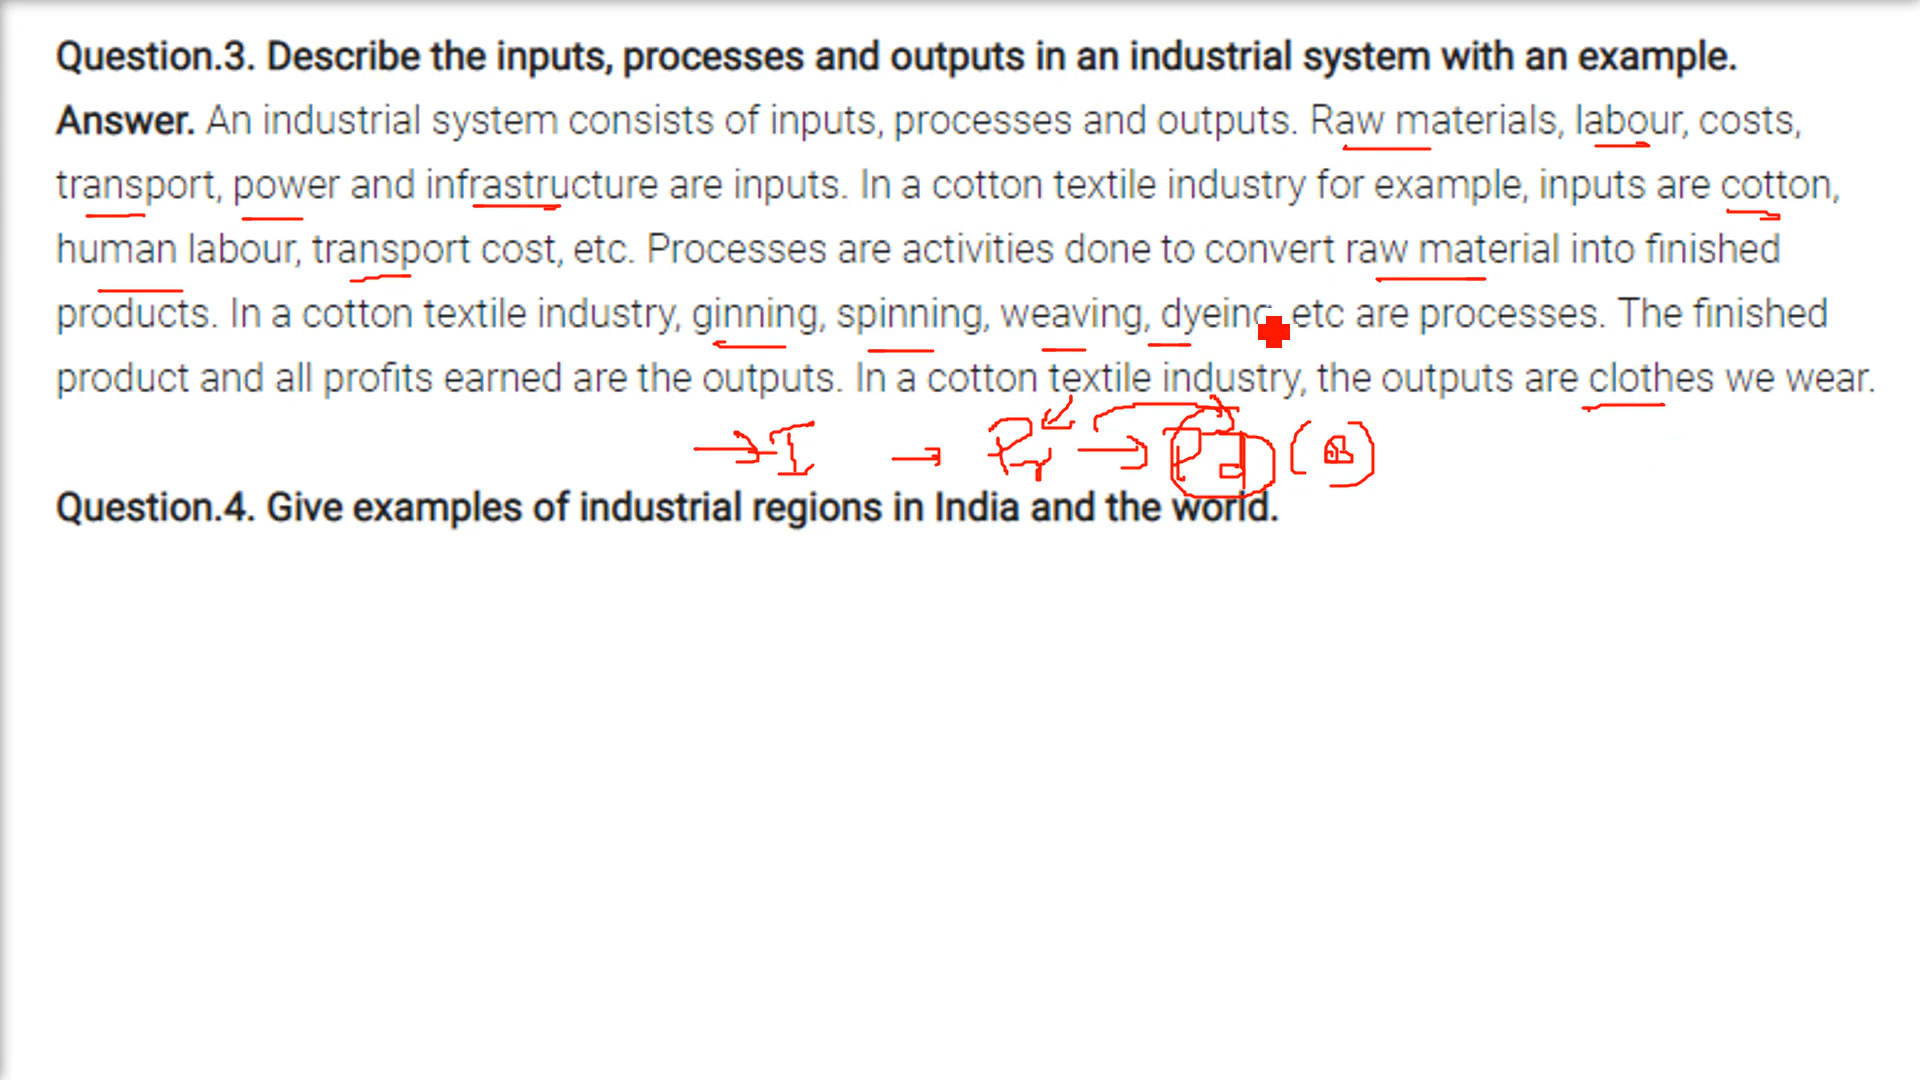 Question.3. Describe the inputs, processes and outputs in an industrial system with an example.
Answer. An industrial system consists of inputs, processes and outputs. Raw materials, labour, costs,
transport, power and infrastructure are inputs. In a cotton textile industry for example, inputs are cotton,
human labour, transport cost, etc. Processes are activities done to convert raw material into finished
products. In a cotton textile industry, ginning, spinning, weaving, dyeing etc are processes. The finished
product and all profits earned are the outputs. In a cotton textile industry, the outputs are clothes we wear.
I Pr
Question.4. Give examples of industrial regions in India and the world.